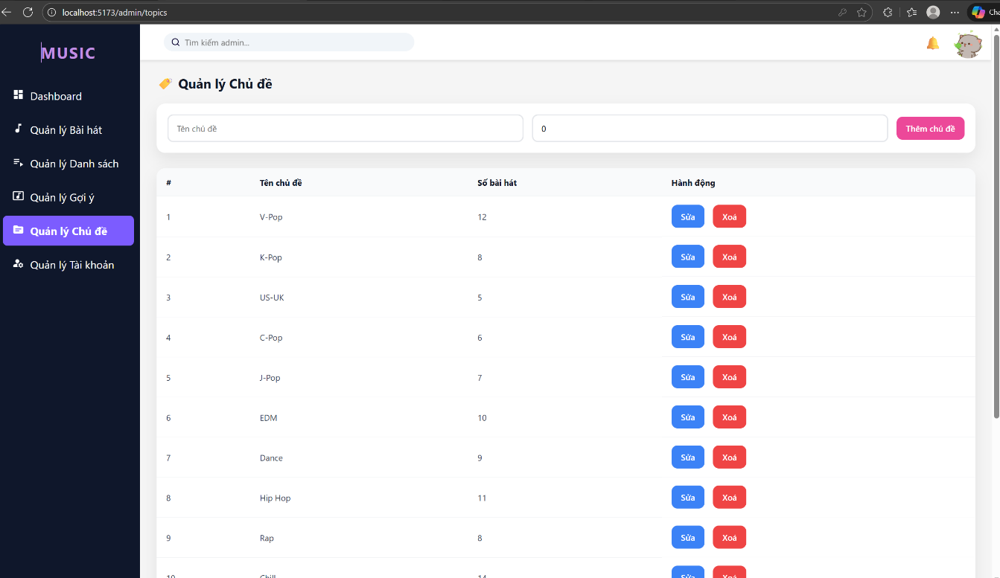 localhost:5173/admin/topics
Cha
MUSIC
Tìm kiếm admin...
Dashboard
Quản lý Bài hát
Quản lý Danh sách
Quản lý Gợi ý
Quản lý Chủ đề
Quản lý Tài khoản
Quản lý Chủ đề
Tên chủ đề 0 Thêm chủ đề
# Tên chủ đề Số bài hát Hành động
1 V-Pop 12 Sửa Xoá
2 K-Pop 8 Sửa Xoá
3 US-UK 5 Sửa Xoá
4 C-Pop 6 Sửa Xoá
5 J-Pop 7 Sửa Xoá
6 EDM 10 Sửa Xoá
7 Dance 9 Sửa Xoá
8 Hip Hop 11 Sửa Xoá
9 Rap 8 Sửa Xoá
10 Chill 14 Sửa Xoá